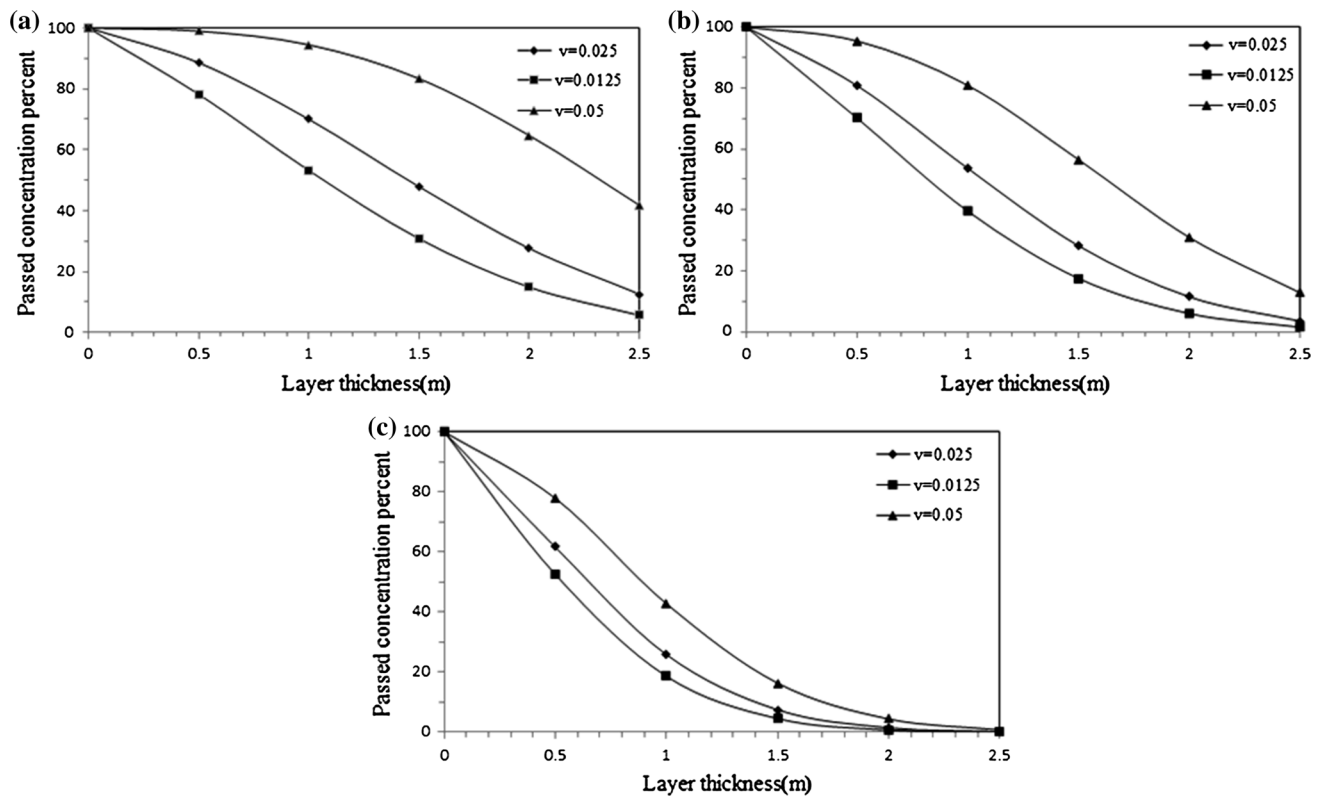 (a)
Passed concentration percent
100
80
60
40
20
0
0 0.5 1 1.5 2 2.5
Layer thickness(m)
v=0.025
v=0.0125
v=0.05
(b)
Passed concentration percent
100
80
60
40
20
0
0 0.5 1 1.5 2 2.5
Layer thickness(m)
v=0.025
v=0.0125
v=0.05
(c)
Passed concentration percent
100
80
60
40
20
0
0 0.5 1 1.5 2 2.5
Layer thickness(m)
v=0.025
v=0.0125
v=0.05